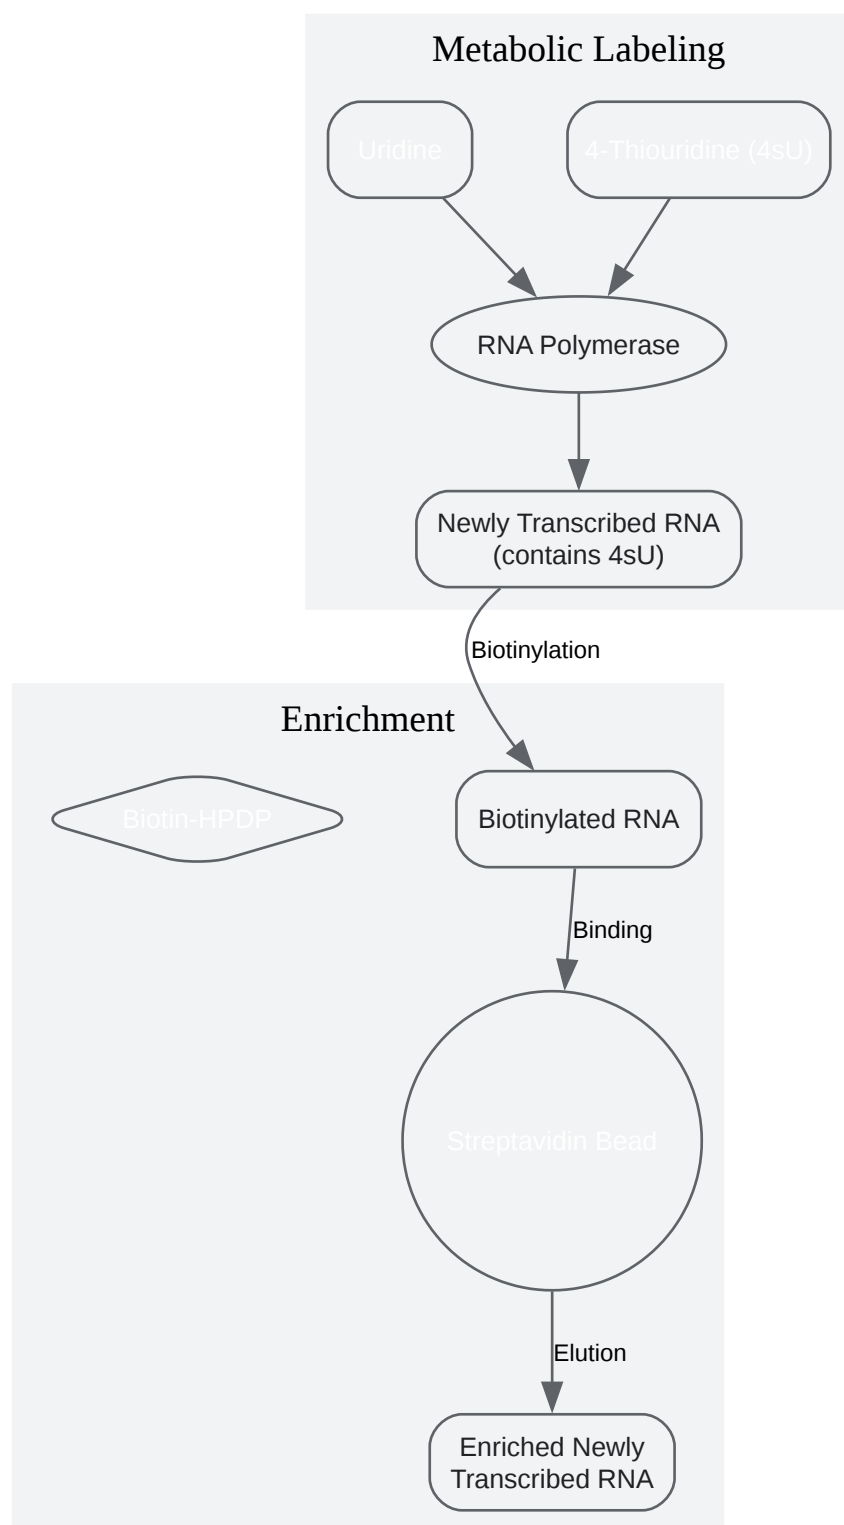 Metabolic Labeling
Uridine
4-Thiouridine (4sU)
RNA Polymerase
Newly Transcribed RNA
(contains 4sU)
Biotinylation
Enrichment
Biotin-HPDP
Biotinylated RNA
Binding
Streptavidin Bead
Elution
Enriched Newly
Transcribed RNA